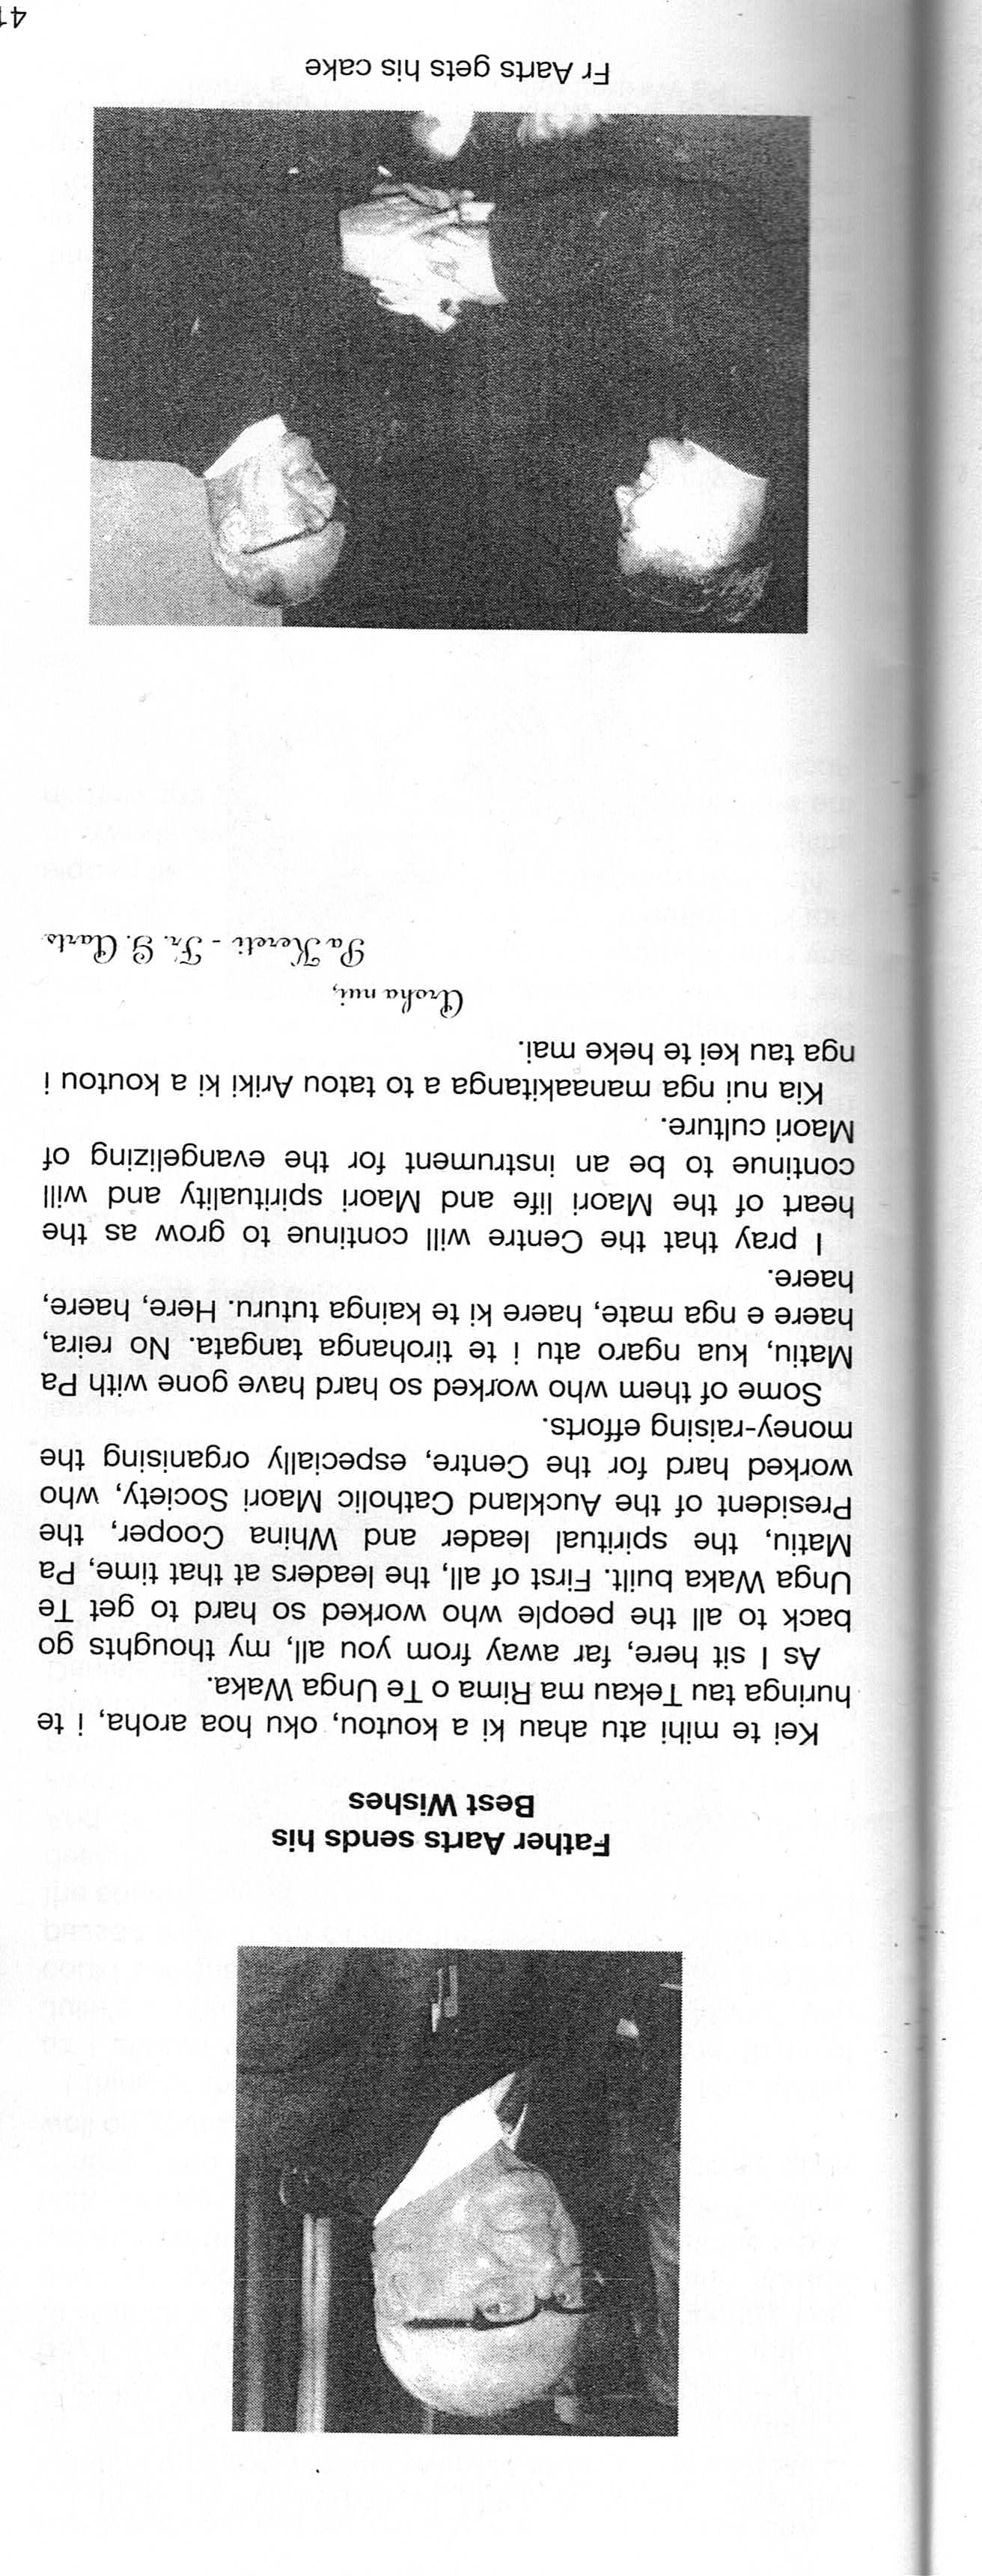 Father Aarts sends his
Best Wishes
Kei te mihi atu ahau ki a koutou, oku hoa aroha, i te
huringa tau Tekau ma Rima o Te Unga Waka.
As I sit here, far away from you all, my thoughts go
back to all the people who worked so hard to get Te
Unga Waka built. First of all, the leaders at that time, Pa
Matiu, the spiritual leader and Whina Cooper, the
President of the Auckland Catholic Maori Society, who
worked hard for the Centre, especially organising the
money-raising efforts.
Some of them who worked so hard have gone with Pa
Matiu, kua ngaro atu i te tirohanga tangata. No reira,
haere e nga mate, haere ki te kainga tuturu. Here, haere,
haere.
I pray that the Centre will continue to grow as the
heart of the Maori life and Maori spirituality and will
continue to be an instrument for the evangelizing of
Maori culture.
Kia nui nga manaakitanga a to tatou Ariki ki a koutou i
nga tau kei te heke mai.
Aroha nui,
Pa Kereti - Fr. G. Aarts
Fr Aarts gets his cake
41